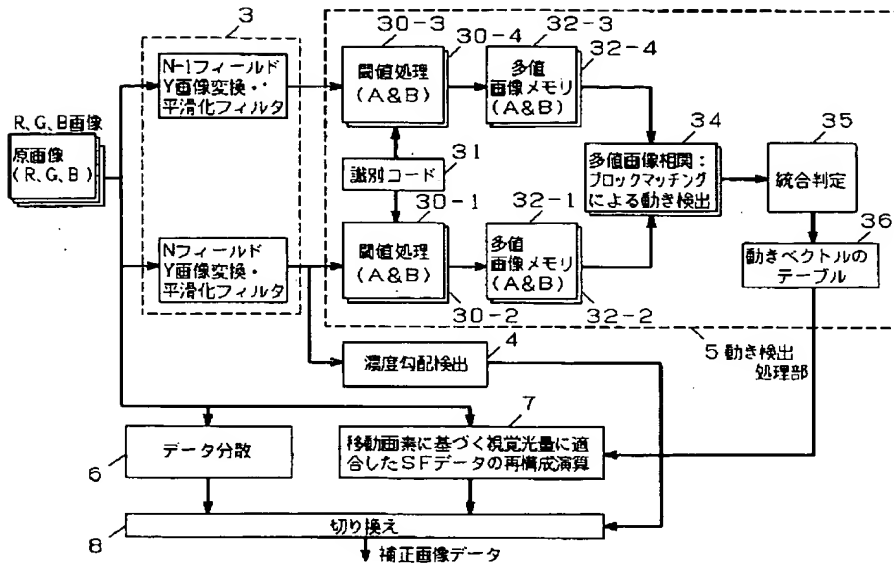 3
N-1フィールド
Y画像変換・
平滑化フィルタ
30-3
30-4
閾値処理
(A&B)
32-3
32-4
多値
画像メモリ
(A&B)
R、G、B画像
原画像
(R、G、B)
31
識別コード
34
多値画像相関:
ブロックマッチング
による動き検出
35
統合判定
30-1
閾値処理
(A&B)
30-2
32-1
多値
画像メモリ
(A&B)
32-2
36
動きベクトルの
テーブル
Nフィールド
Y画像変換・
平滑化フィルタ
4
濃度勾配検出
5 動き検出
処理部
6
データ分散
7
移動画素に基づく視覚光量に適
合したSFデータの再構成演算
8
切り換え
補正画像データ